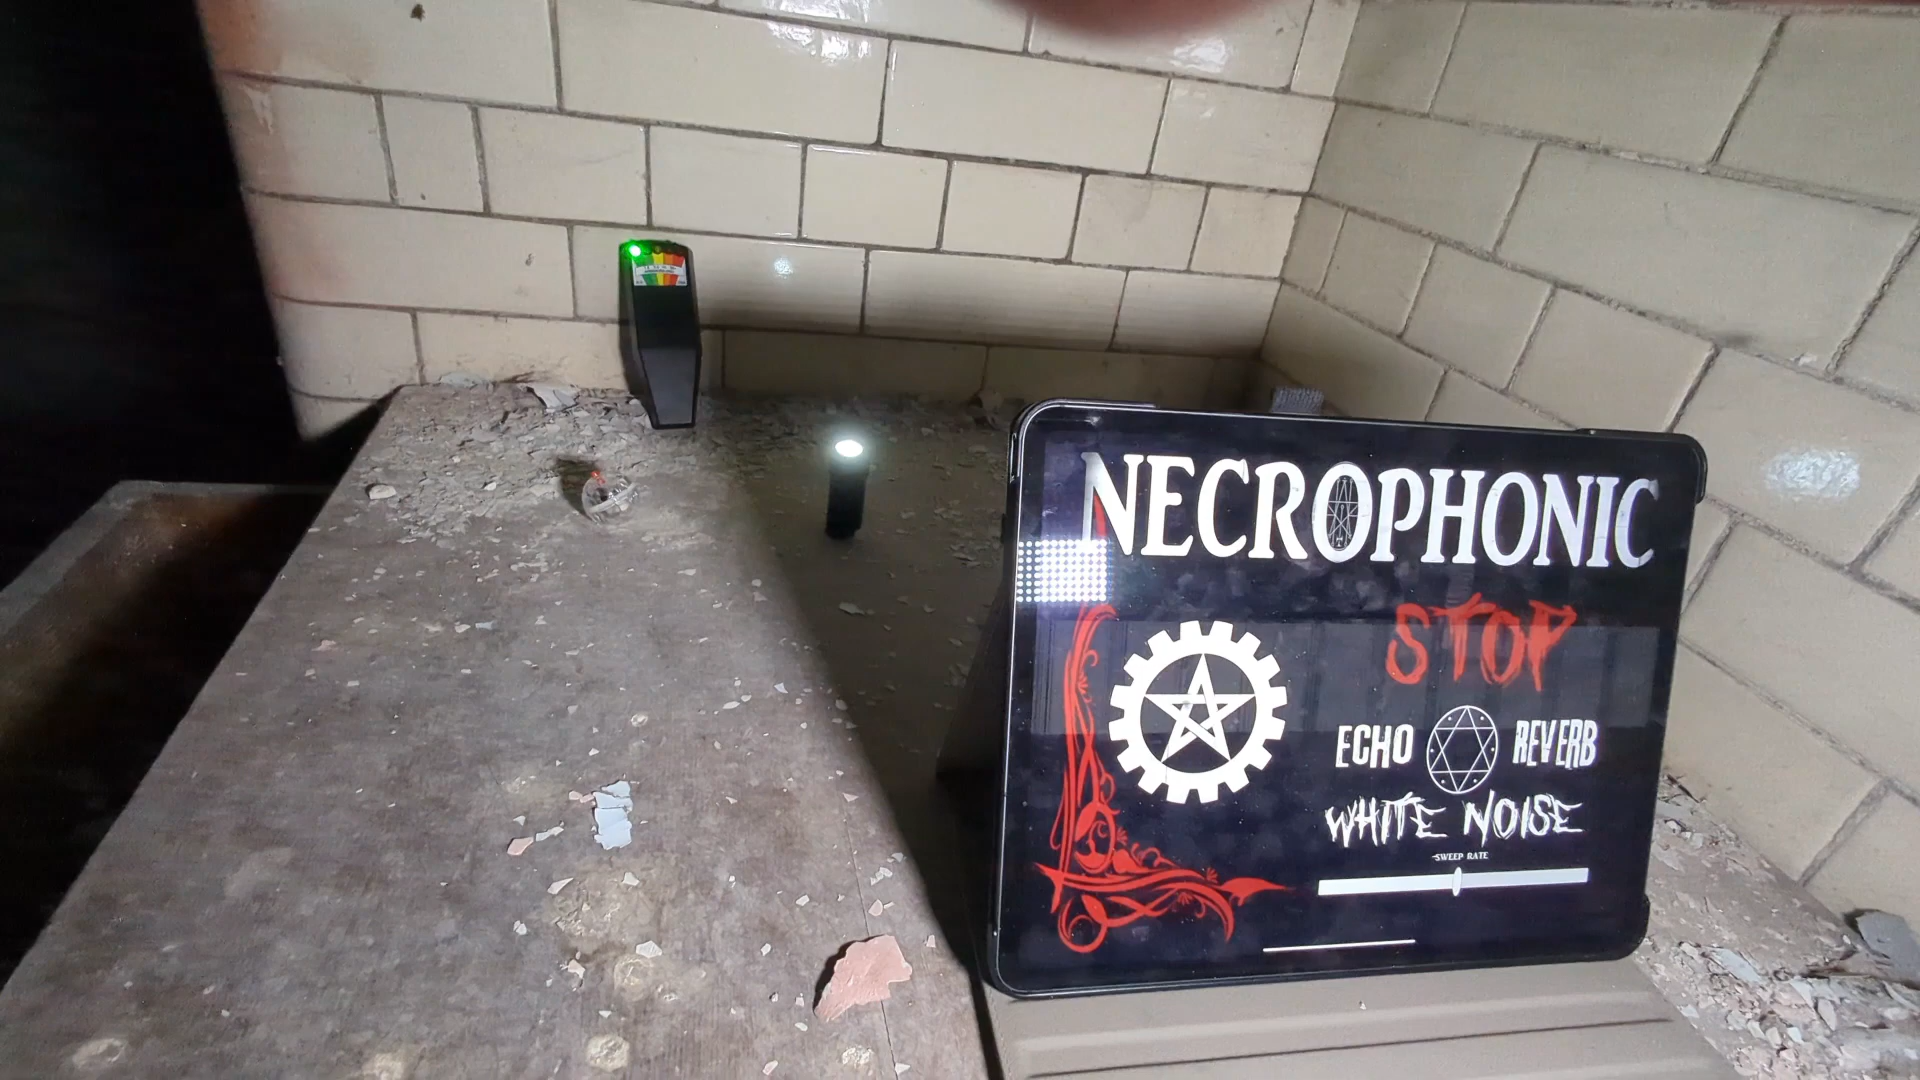 NECROPHONIC
STOP
ECHO REVERB
WHITE NOISE
SWEEP RATE